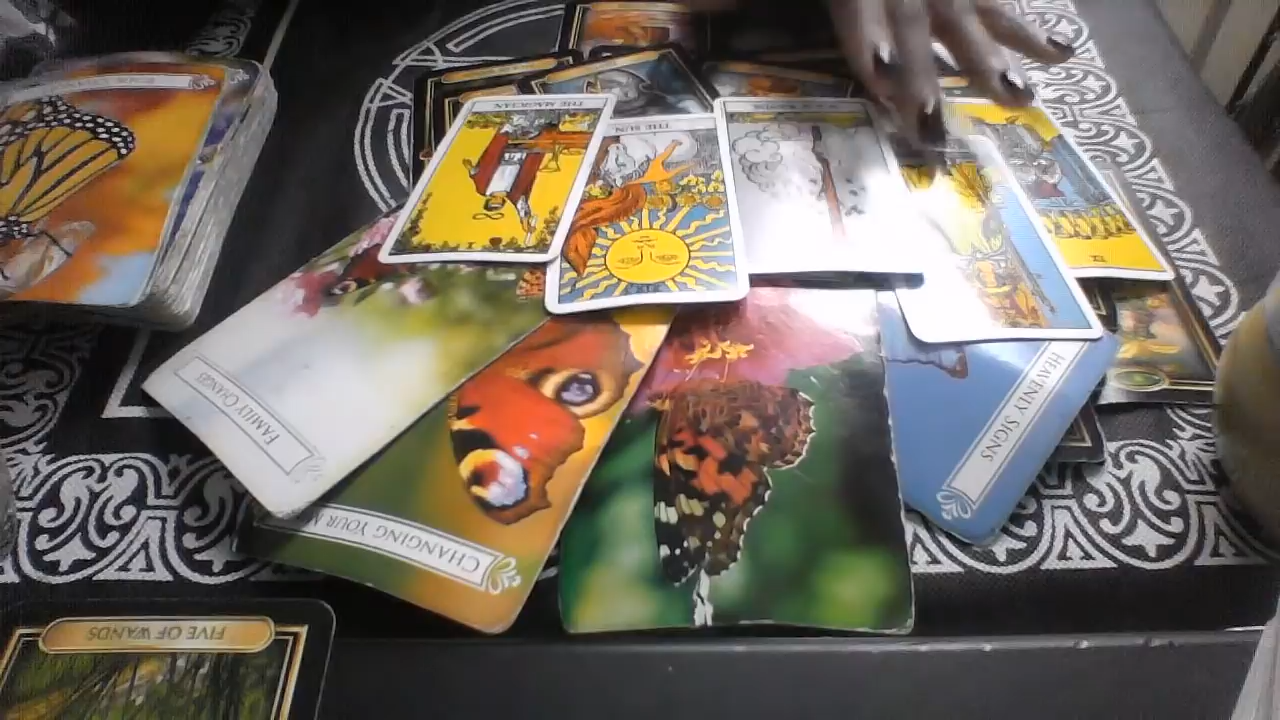 THE MAGICIAN
I
THE SUN
FAMILY CHANGES
CHANGING YOUR M
HEAVENLY SIGNS
FIVE OF WANDS